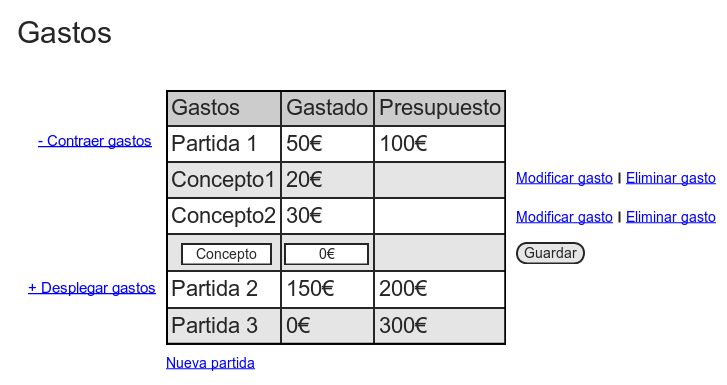 Gastos
Gastos Gastado Presupuesto
- Contraer gastos Partida 1 50€ 100€
Concepto1 20€ Modificar gasto I Eliminar gasto
Concepto2 30€ Modificar gasto I Eliminar gasto
Concepto 0€ Guardar
+ Desplegar gastos Partida 2 150€ 200€
Partida 3 0€ 300€
Nueva partida